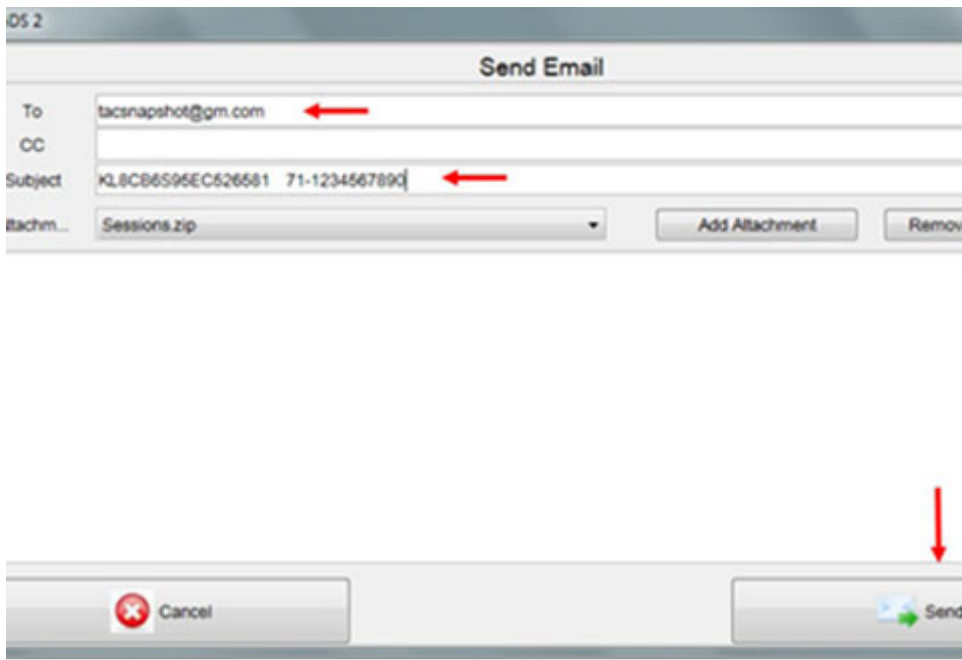 DS 2
Send Email
To tacsnapshot@gm.com
CC
Subject KL8CB6S95EC526581 71-1234567890
ttachm... Sessions.zip Add Attachment Remov
Cancel Send